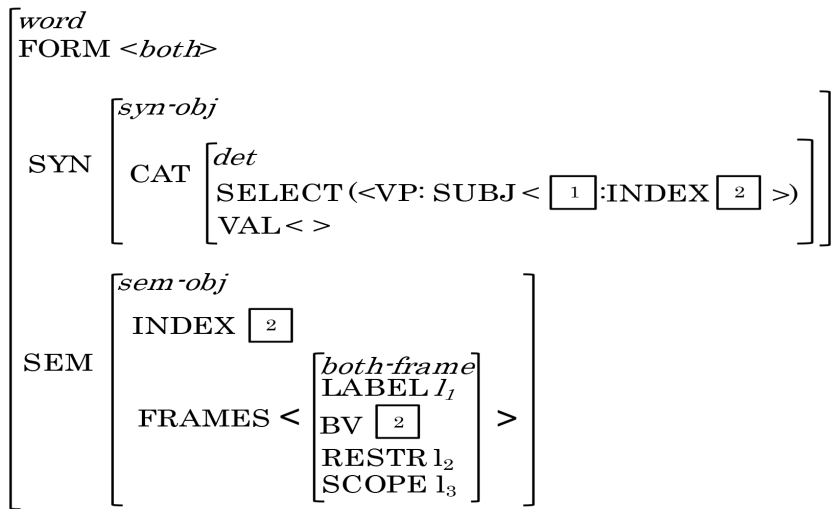 word
FORM <both>
syn-obj
SYN CAT det
SELECT (<VP: SUBJ < 1 :INDEX 2 >)
VAL < >
sem-obj
INDEX 2
SEM both-frame
LABEL l₁
FRAMES < BV 2 >
RESTR l₂
SCOPE l₃